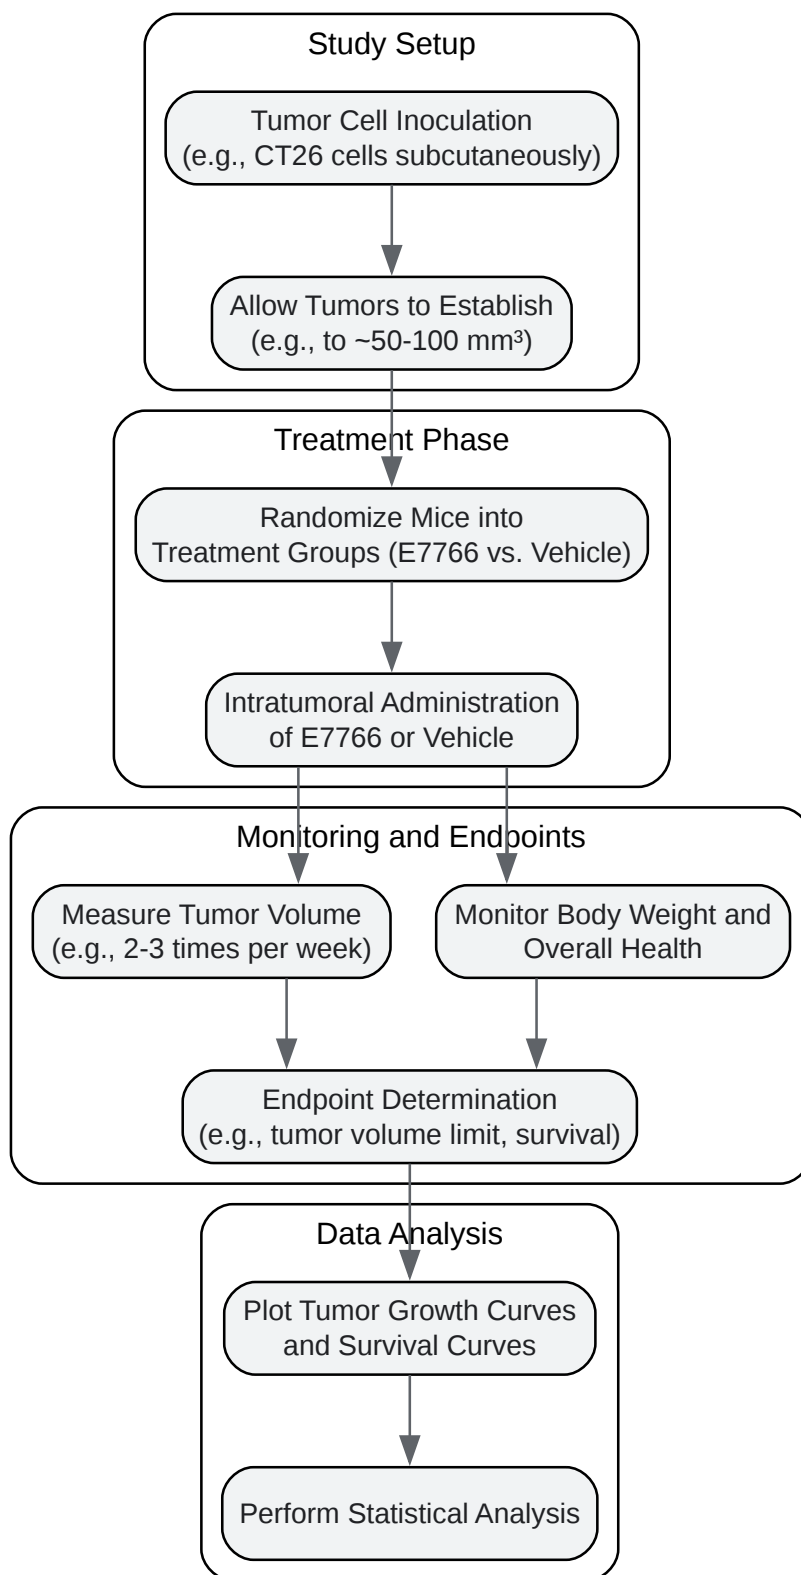 Study Setup
Tumor Cell Inoculation
(e.g., CT26 cells subcutaneously)
Allow Tumors to Establish
(e.g., to ~50-100 mm³)
Treatment Phase
Randomize Mice into
Treatment Groups (E7766 vs. Vehicle)
Intratumoral Administration
of E7766 or Vehicle
Monitoring and Endpoints
Measure Tumor Volume
(e.g., 2-3 times per week)
Monitor Body Weight and
Overall Health
Endpoint Determination
(e.g., tumor volume limit, survival)
Data Analysis
Plot Tumor Growth Curves
and Survival Curves
Perform Statistical Analysis